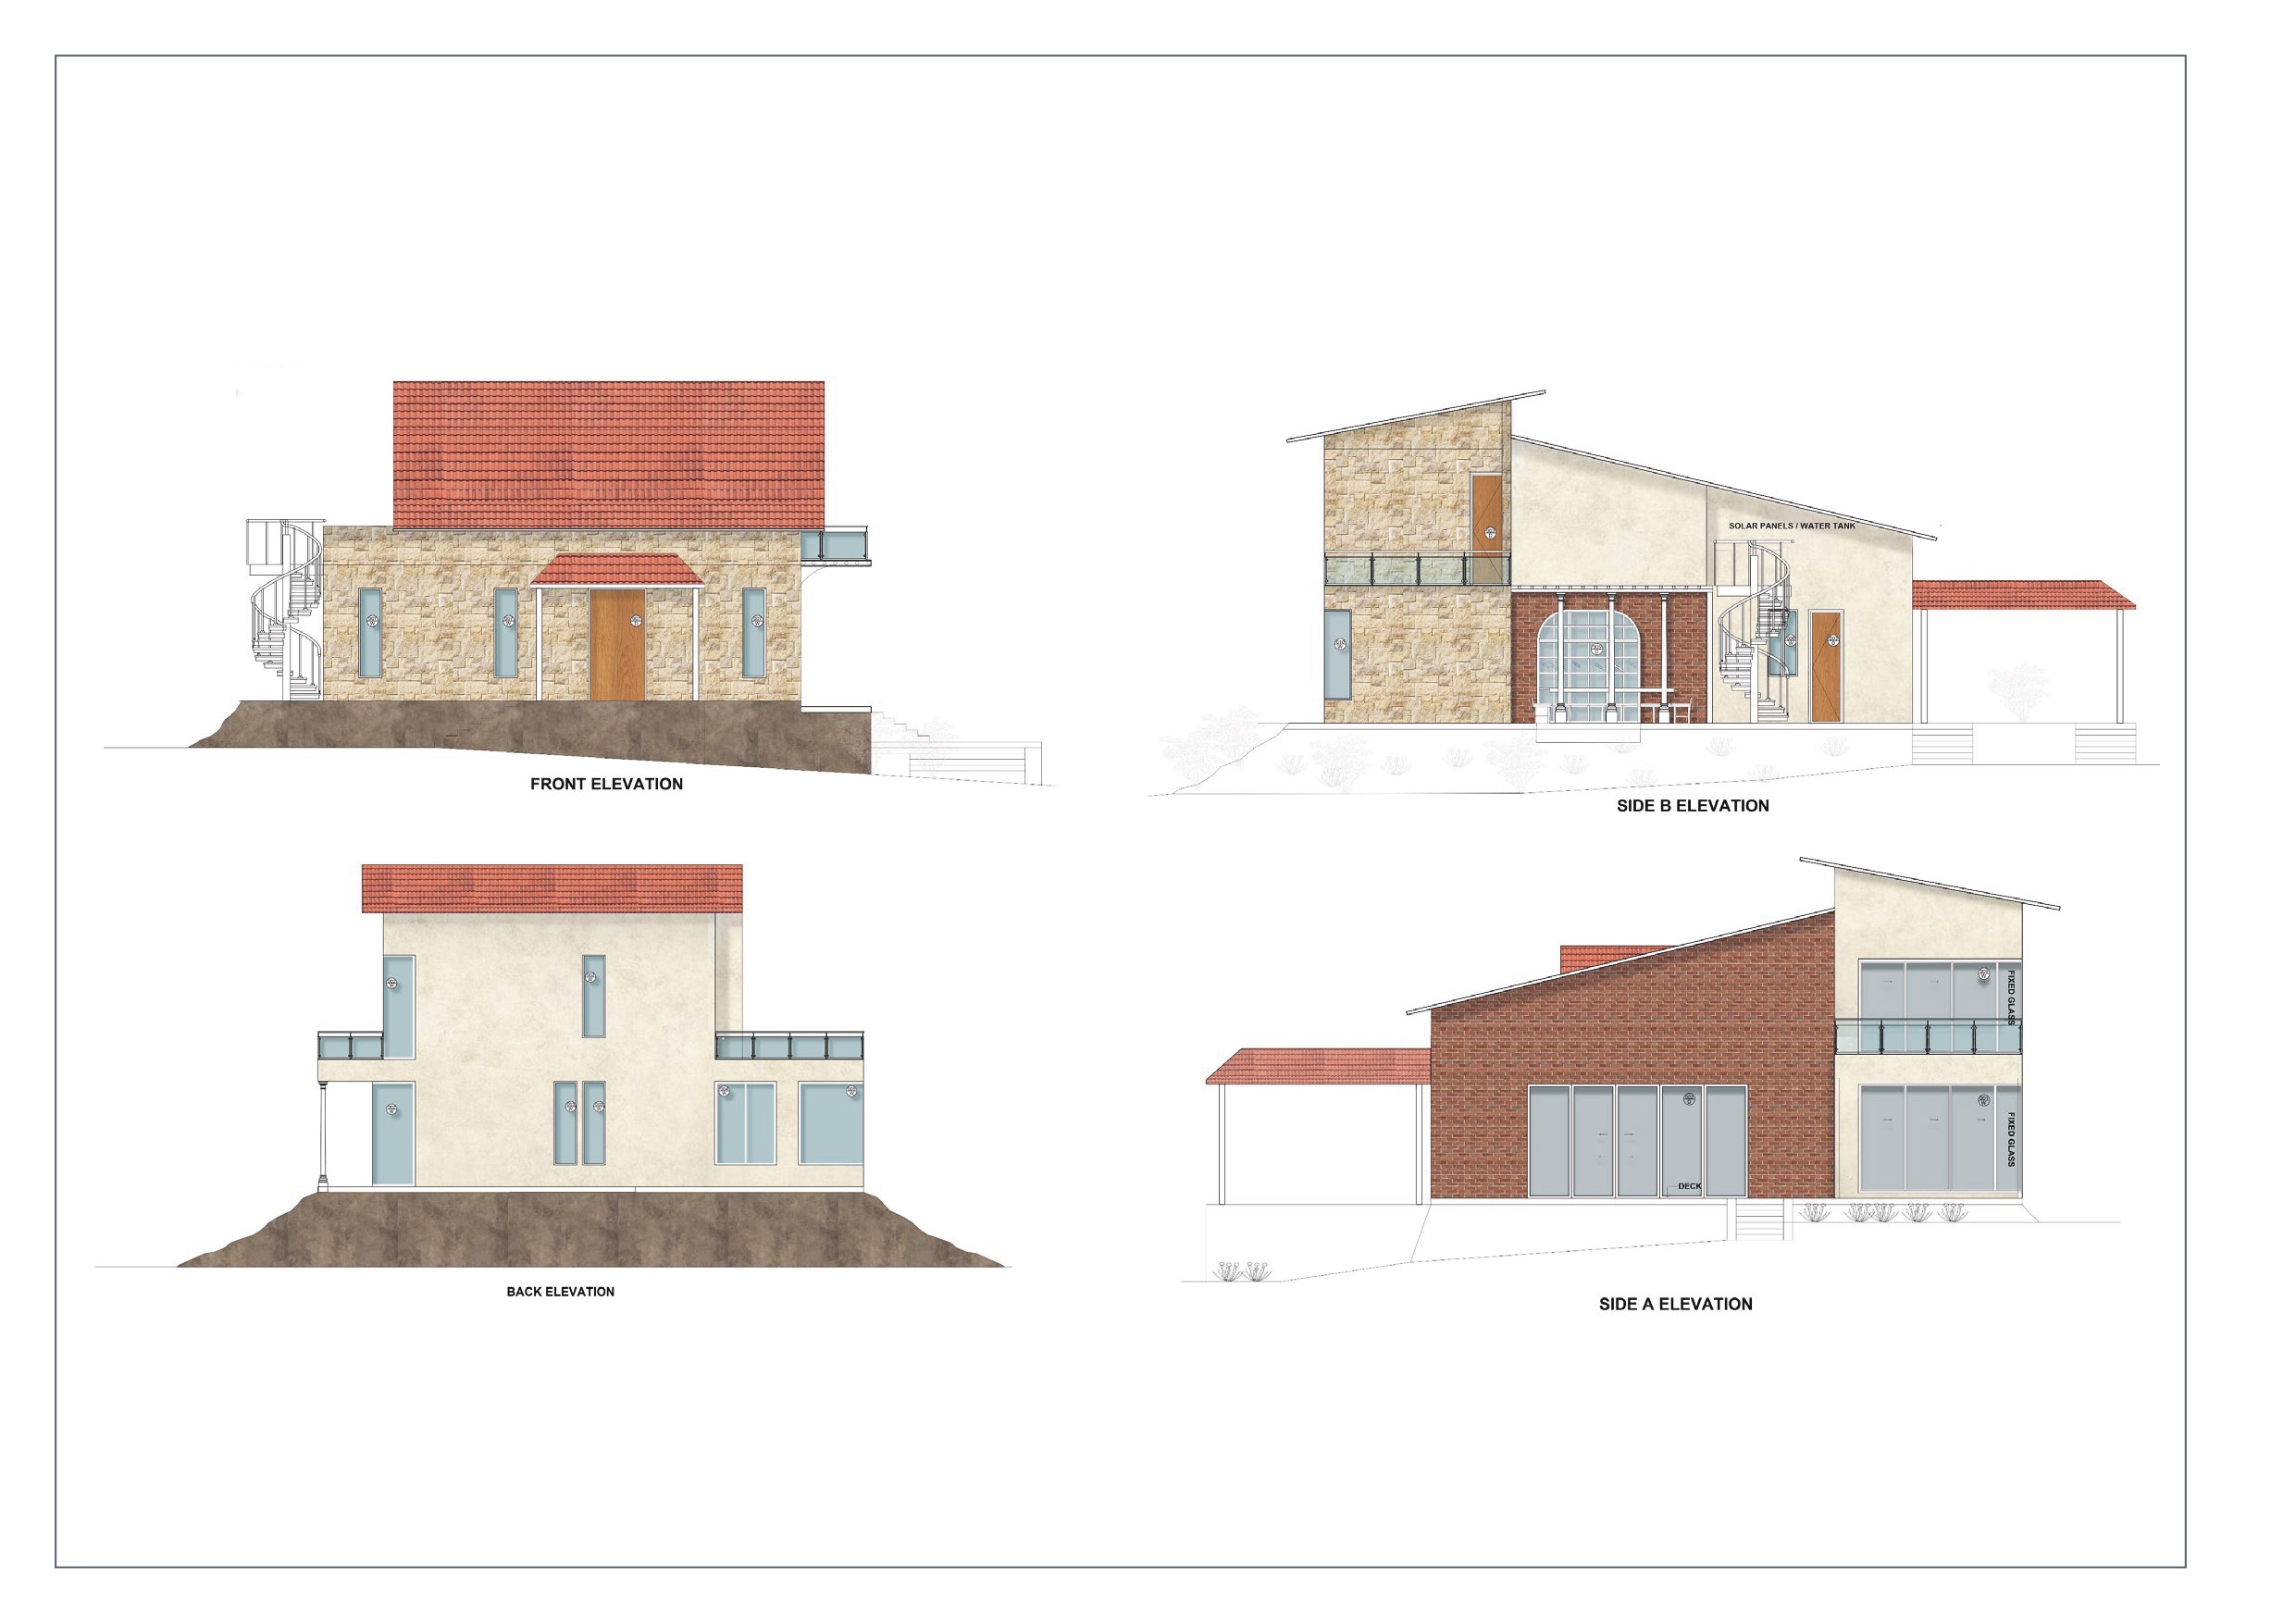 SOLAR PANELS / WATER TANK
FRONT ELEVATION
SIDE B ELEVATION
FIXED GLASS
FIXED GLASS
DECK
BACK ELEVATION
SIDE A ELEVATION